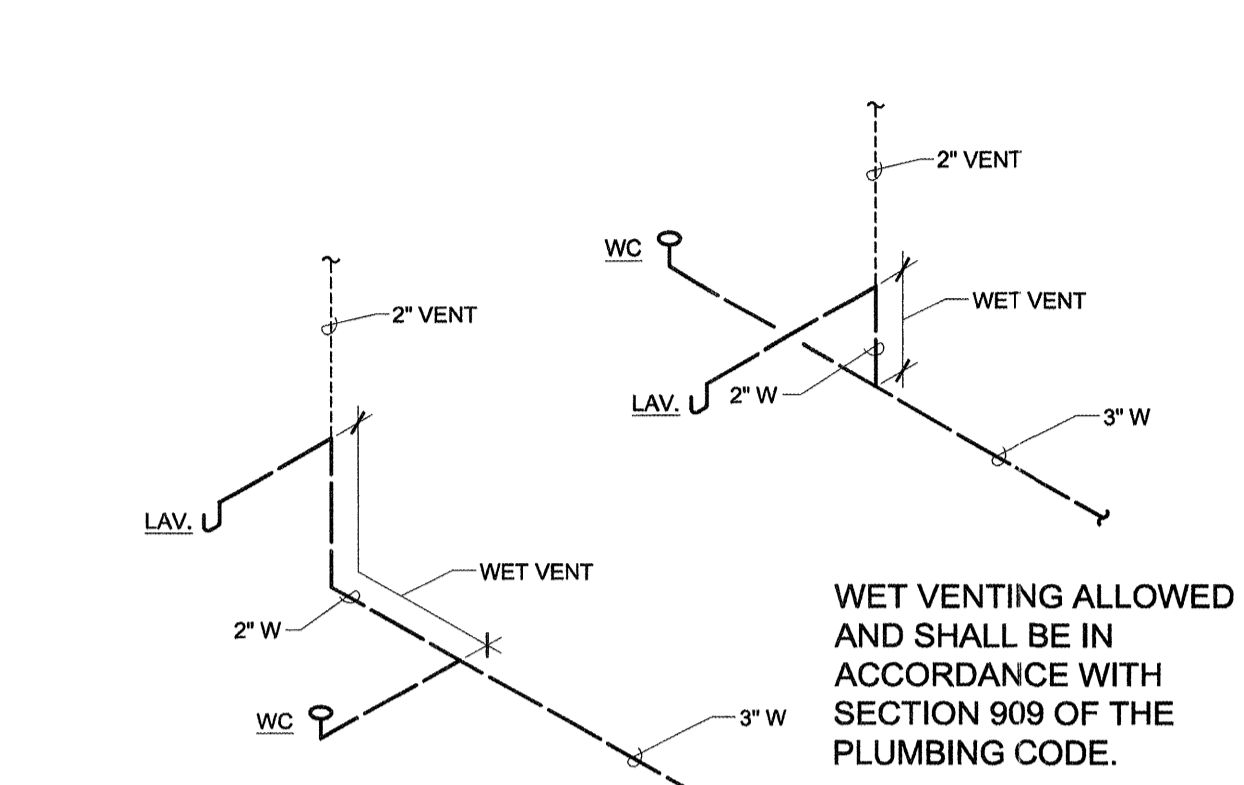 2" VENT
WC
WET VENT
LAV.
2" W
3" W
2" VENT
LAV.
WET VENT
2" W
WC
3" W
WET VENTING ALLOWED
AND SHALL BE IN
ACCORDANCE WITH
SECTION 909 OF THE
PLUMBING CODE.